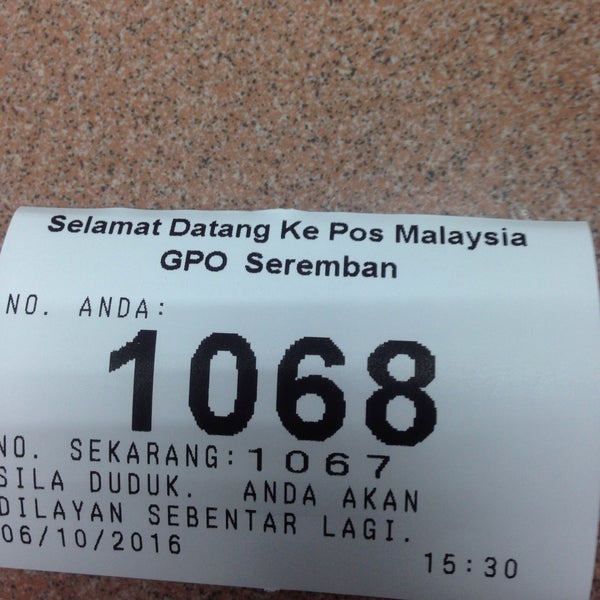 Selamat Datang Ke Pos Malaysia
GPO Seremban
NO. ANDA:
1068
NO. SEKARANG:1067
SILA DUDUK. ANDA AKAN
DILAYAN SEBENTAR LAGI.
06/10/2016 15:30